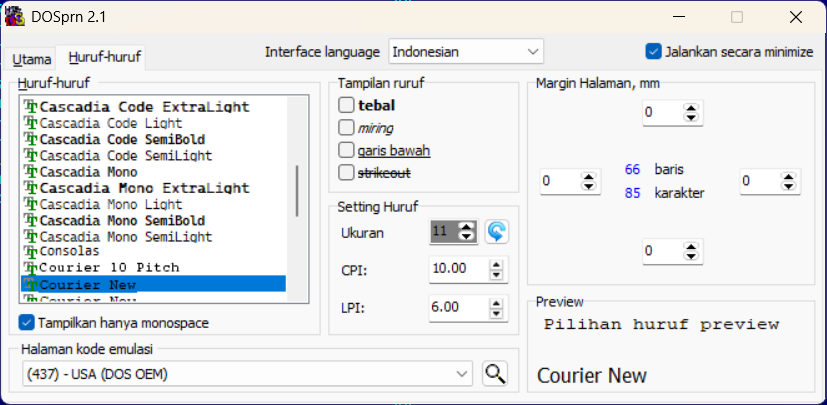 DOSprn 2.1
Utama
Huruf-huruf
Interface language
Indonesian
Jalankan secara minimize
Huruf-huruf
Cascadia Code ExtraLight
Cascadia Code Light
Cascadia Code SemiBold
Cascadia Code SemiLight
Cascadia Mono
Cascadia Mono ExtraLight
Cascadia Mono Light
Cascadia Mono SemiBold
Cascadia Mono SemiLight
Consolas
Courier 10 Pitch
Courier New
Courier New
Tampilkan hanya monospace
Tampilan ruruf
tebal
miring
garis bawah
strikeout
Setting Huruf
Ukuran
11
CPI:
10.00
LPI:
6.00
Margin Halaman, mm
0
0
66 baris
85 karakter
0
0
Halaman kode emulasi
(437) - USA (DOS OEM)
Preview
Pilihan huruf preview
Courier New